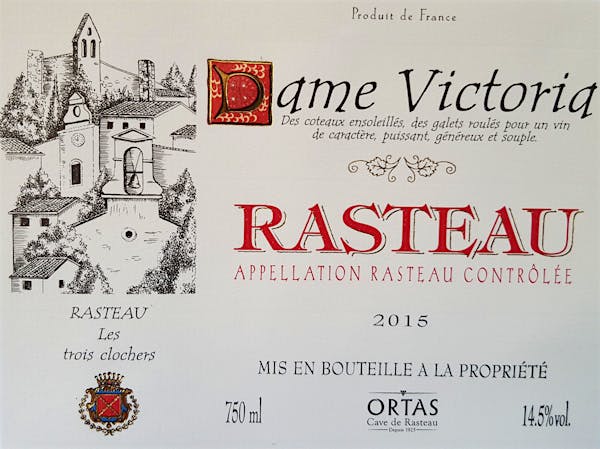 Produit de France
Dame Victoria
Des coteaux ensoleillés, des galets roulés pour un vin
de caractère, puissant, généreux et souple.
RASTEAU
APPELLATION RASTEAU CONTRÔLÉE
2015
RASTEAU
Les
trois clochers
MIS EN BOUTEILLE A LA PROPRIÉTÉ
750 ml
ORTAS
Cave de Rasteau
Depuis 1925
14.5% vol.